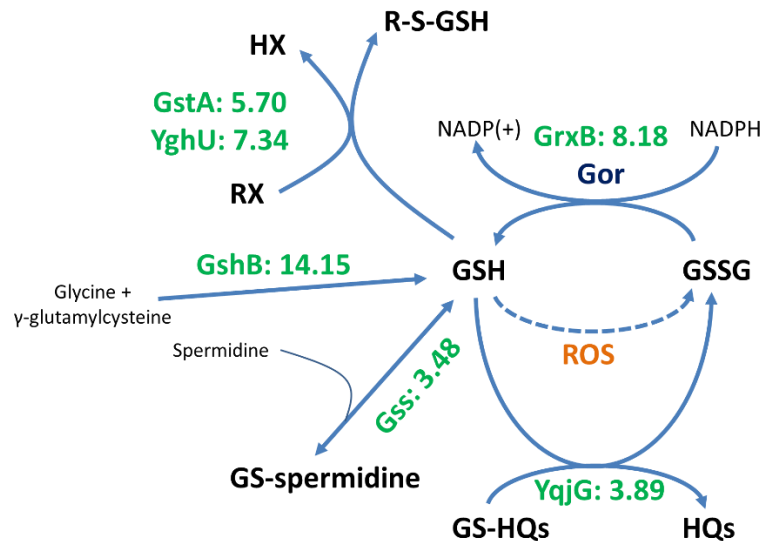 R-S-GSH
HX
GstA: 5.70
YghU: 7.34
NADP(+)
GrxB: 8.18
NADPH
Gor
RX
GshB: 14.15
GSH
GSSG
Glycine +
γ-glutamylcysteine
Spermidine
ROS
Gss: 3.48
GS-spermidine
YqjG: 3.89
GS-HQs
HQs